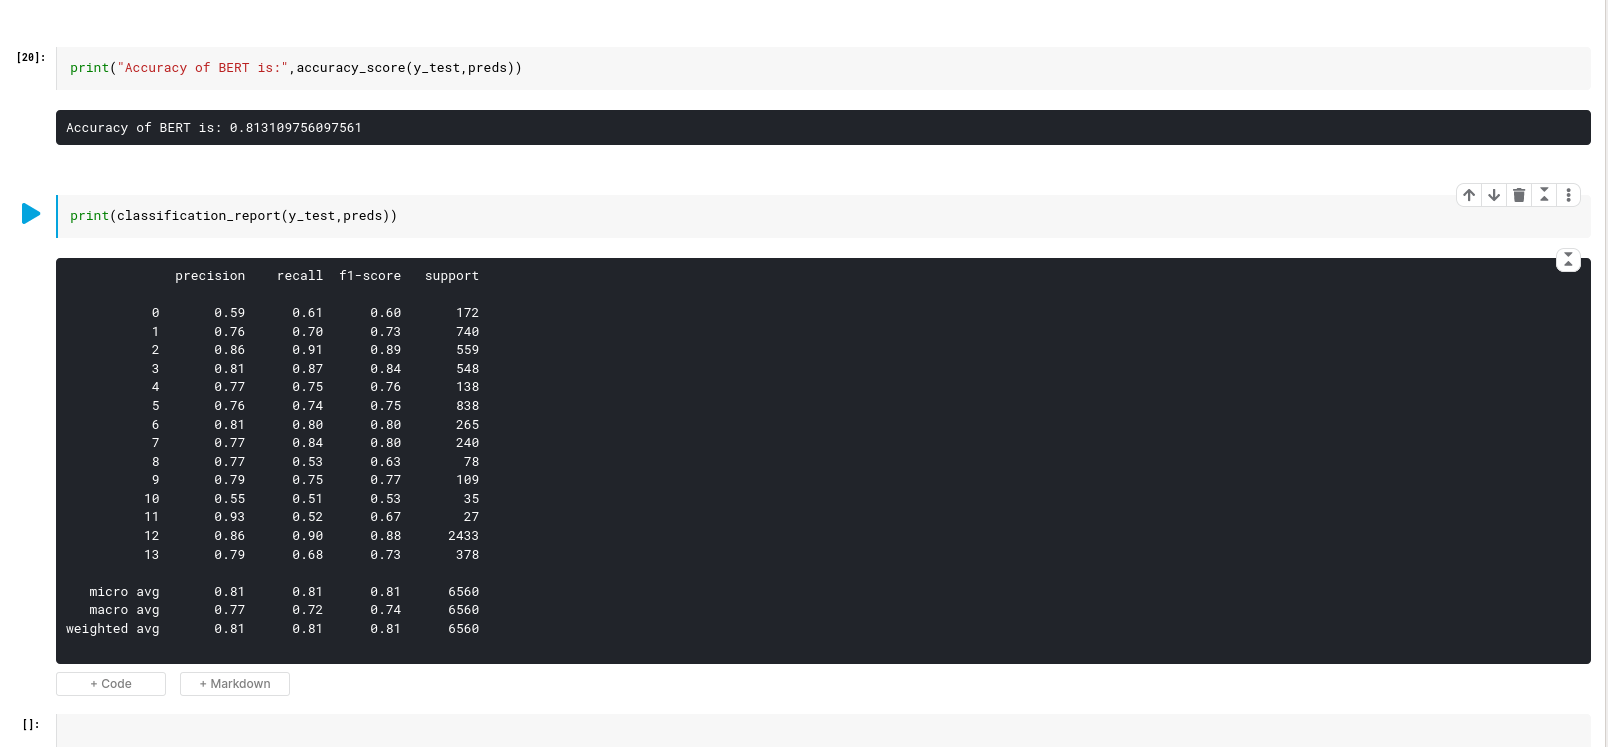 [20]:
print("Accuracy of BERT is:",accuracy_score(y_test,preds))
Accuracy of BERT is: 0.813109756097561
print(classification_report(y_test,preds))
precision recall f1-score support
0 0.59 0.61 0.60 172
1 0.76 0.70 0.73 740
2 0.86 0.91 0.89 559
3 0.81 0.87 0.84 548
4 0.77 0.75 0.76 138
5 0.76 0.74 0.75 838
6 0.81 0.80 0.80 265
7 0.77 0.84 0.80 240
8 0.77 0.53 0.63 78
9 0.79 0.75 0.77 109
10 0.55 0.51 0.53 35
11 0.93 0.52 0.67 27
12 0.86 0.90 0.88 2433
13 0.79 0.68 0.73 378
micro avg 0.81 0.81 0.81 6560
macro avg 0.77 0.72 0.74 6560
weighted avg 0.81 0.81 0.81 6560
+ Code + Markdown
[]: